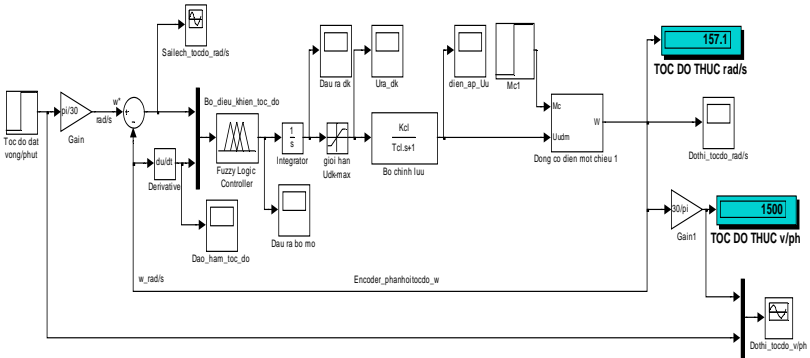 157.1
TOC DO THUC rad/s
Sailech_tocdo_rad/s
Dau ra dk
Ura_dk
dien_ap_Uu
Mc1
Toc do dat
vong/phut
pi/30
Gain
w*
rad/s
+
-
Bo_dieu_khien_toc_do
Fuzzy Logic
Controller
1
s
Integrator
gioi han
Udk-max
Kcl
Tcl.s+1
Bo chinh luu
Mc
Uudm
W
Dong co dien mot chieu 1
Dothi_tocdo_rad/s
du/dt
Derivative
Dao_ham_toc_do
Dau ra bo mo
30/pi
Gain1
1500
TOC DO THUC v/ph
w_rad/s
Encoder_phanhoitocdo_w
Dothi_tocdo_v/ph